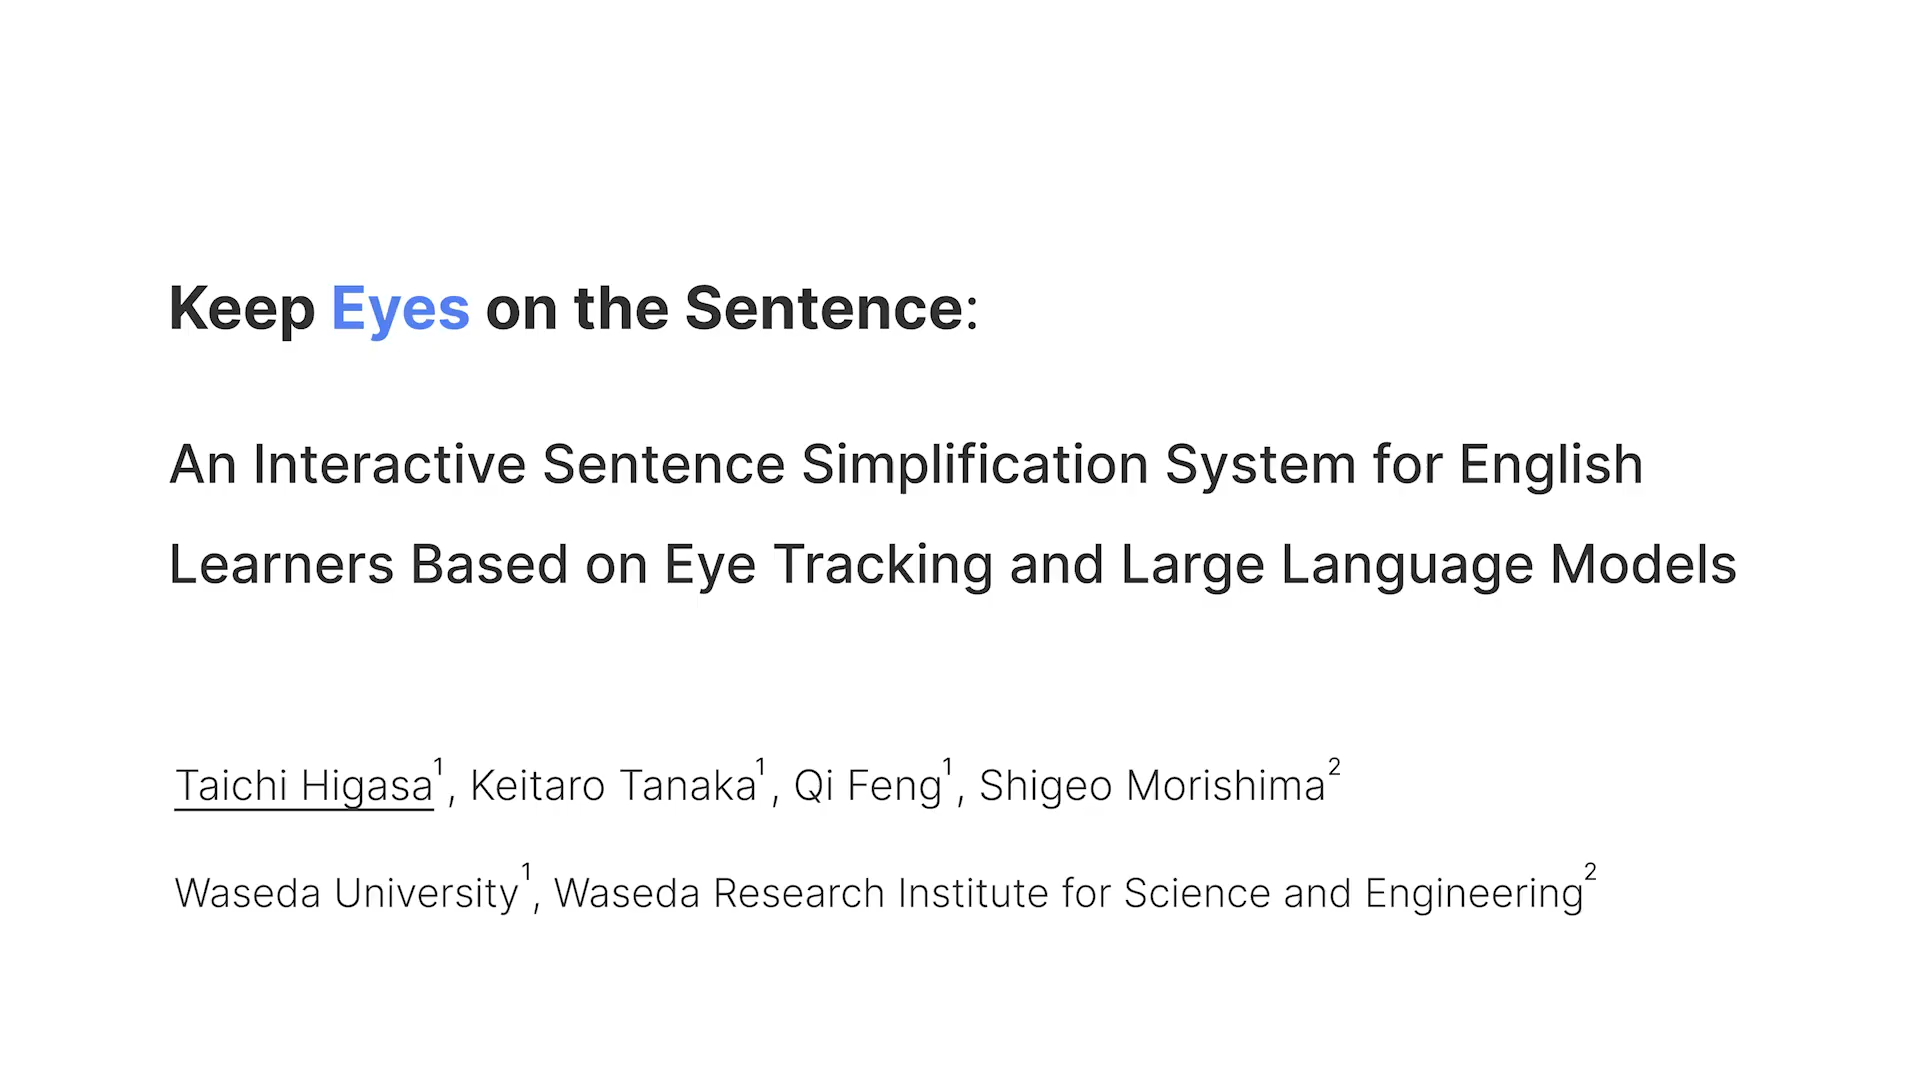 Keep Eyes on the Sentence:
An Interactive Sentence Simplification System for English
Learners Based on Eye Tracking and Large Language Models
Taichi Higasa¹, Keitaro Tanaka¹, Qi Feng¹, Shigeo Morishima²
Waseda University¹, Waseda Research Institute for Science and Engineering²